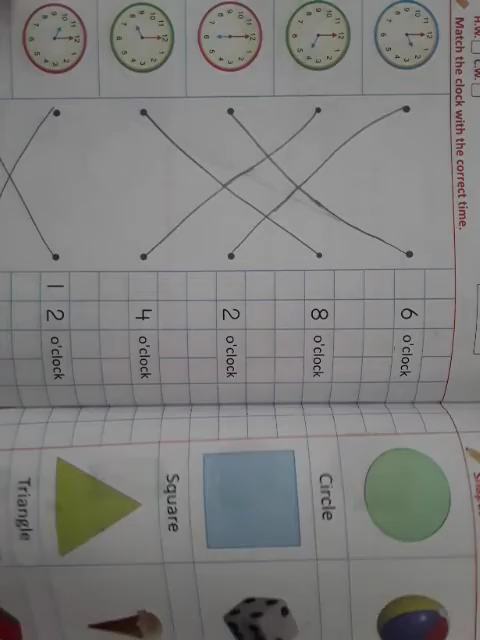 H.W. C.W.
Match the clock with the correct time.
6 o'clock
8 o'clock
2 o'clock
4 o'clock
12 o'clock
Circle
Square
Triangle